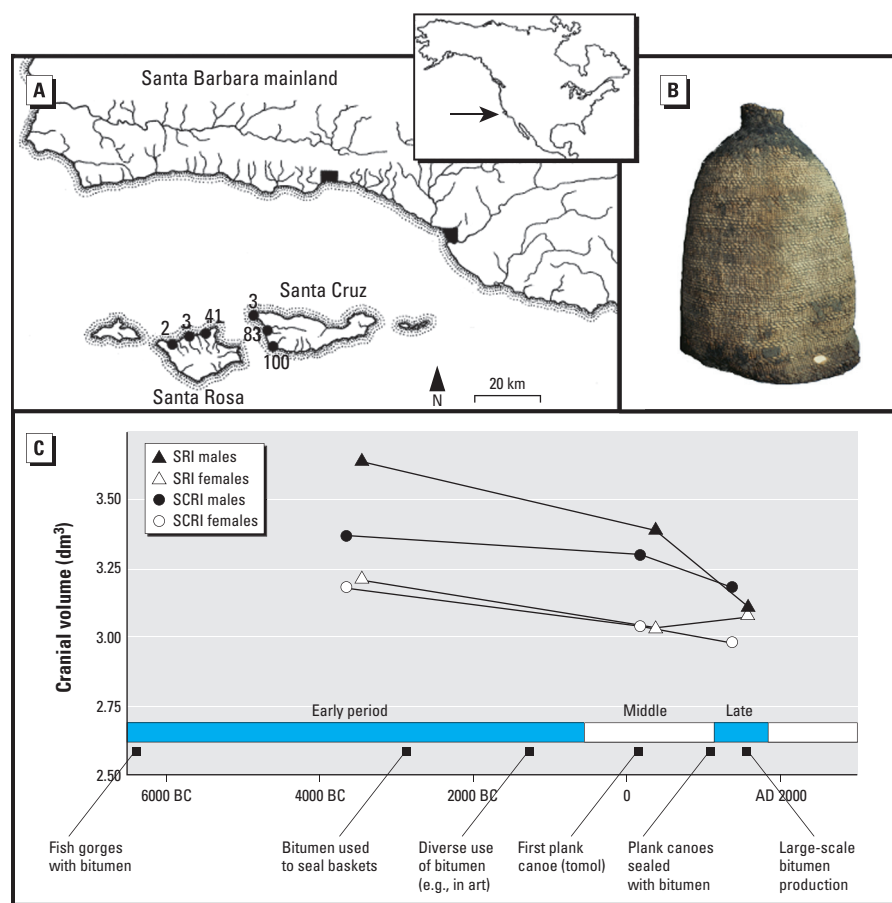 A
Santa Barbara mainland
B
3
Santa Cruz
2 3 41
83
100
Santa Rosa
N
20 km
C
SRI males
SRI females
SCRI males
SCRI females
Cranial volume (dm³)
3.50
3.25
3.00
2.75
2.50
Early period Middle Late
6000 BC 4000 BC 2000 BC 0 AD 2000
Fish gorges
with bitumen
Bitumen used
to seal baskets
Diverse use
of bitumen
(e.g., in art)
First plank
canoe (tomol)
Plank canoes
sealed
with bitumen
Large-scale
bitumen
production